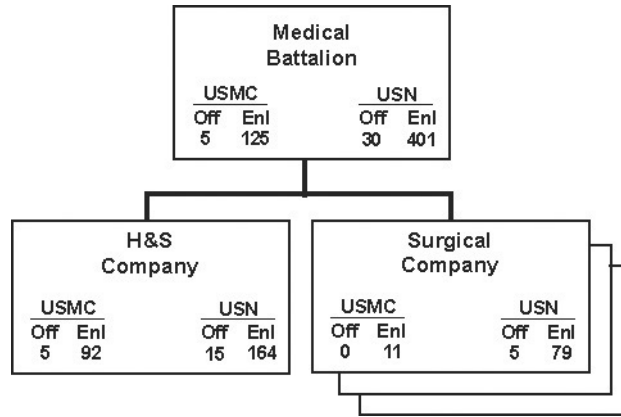 Medical
Battalion
USMC USN
Off Enl Off Enl
5 125 30 401
H&S
Company
USMC USN
Off Enl Off Enl
5 92 15 164
Surgical
Company
USMC USN
Off Enl Off Enl
0 11 5 79